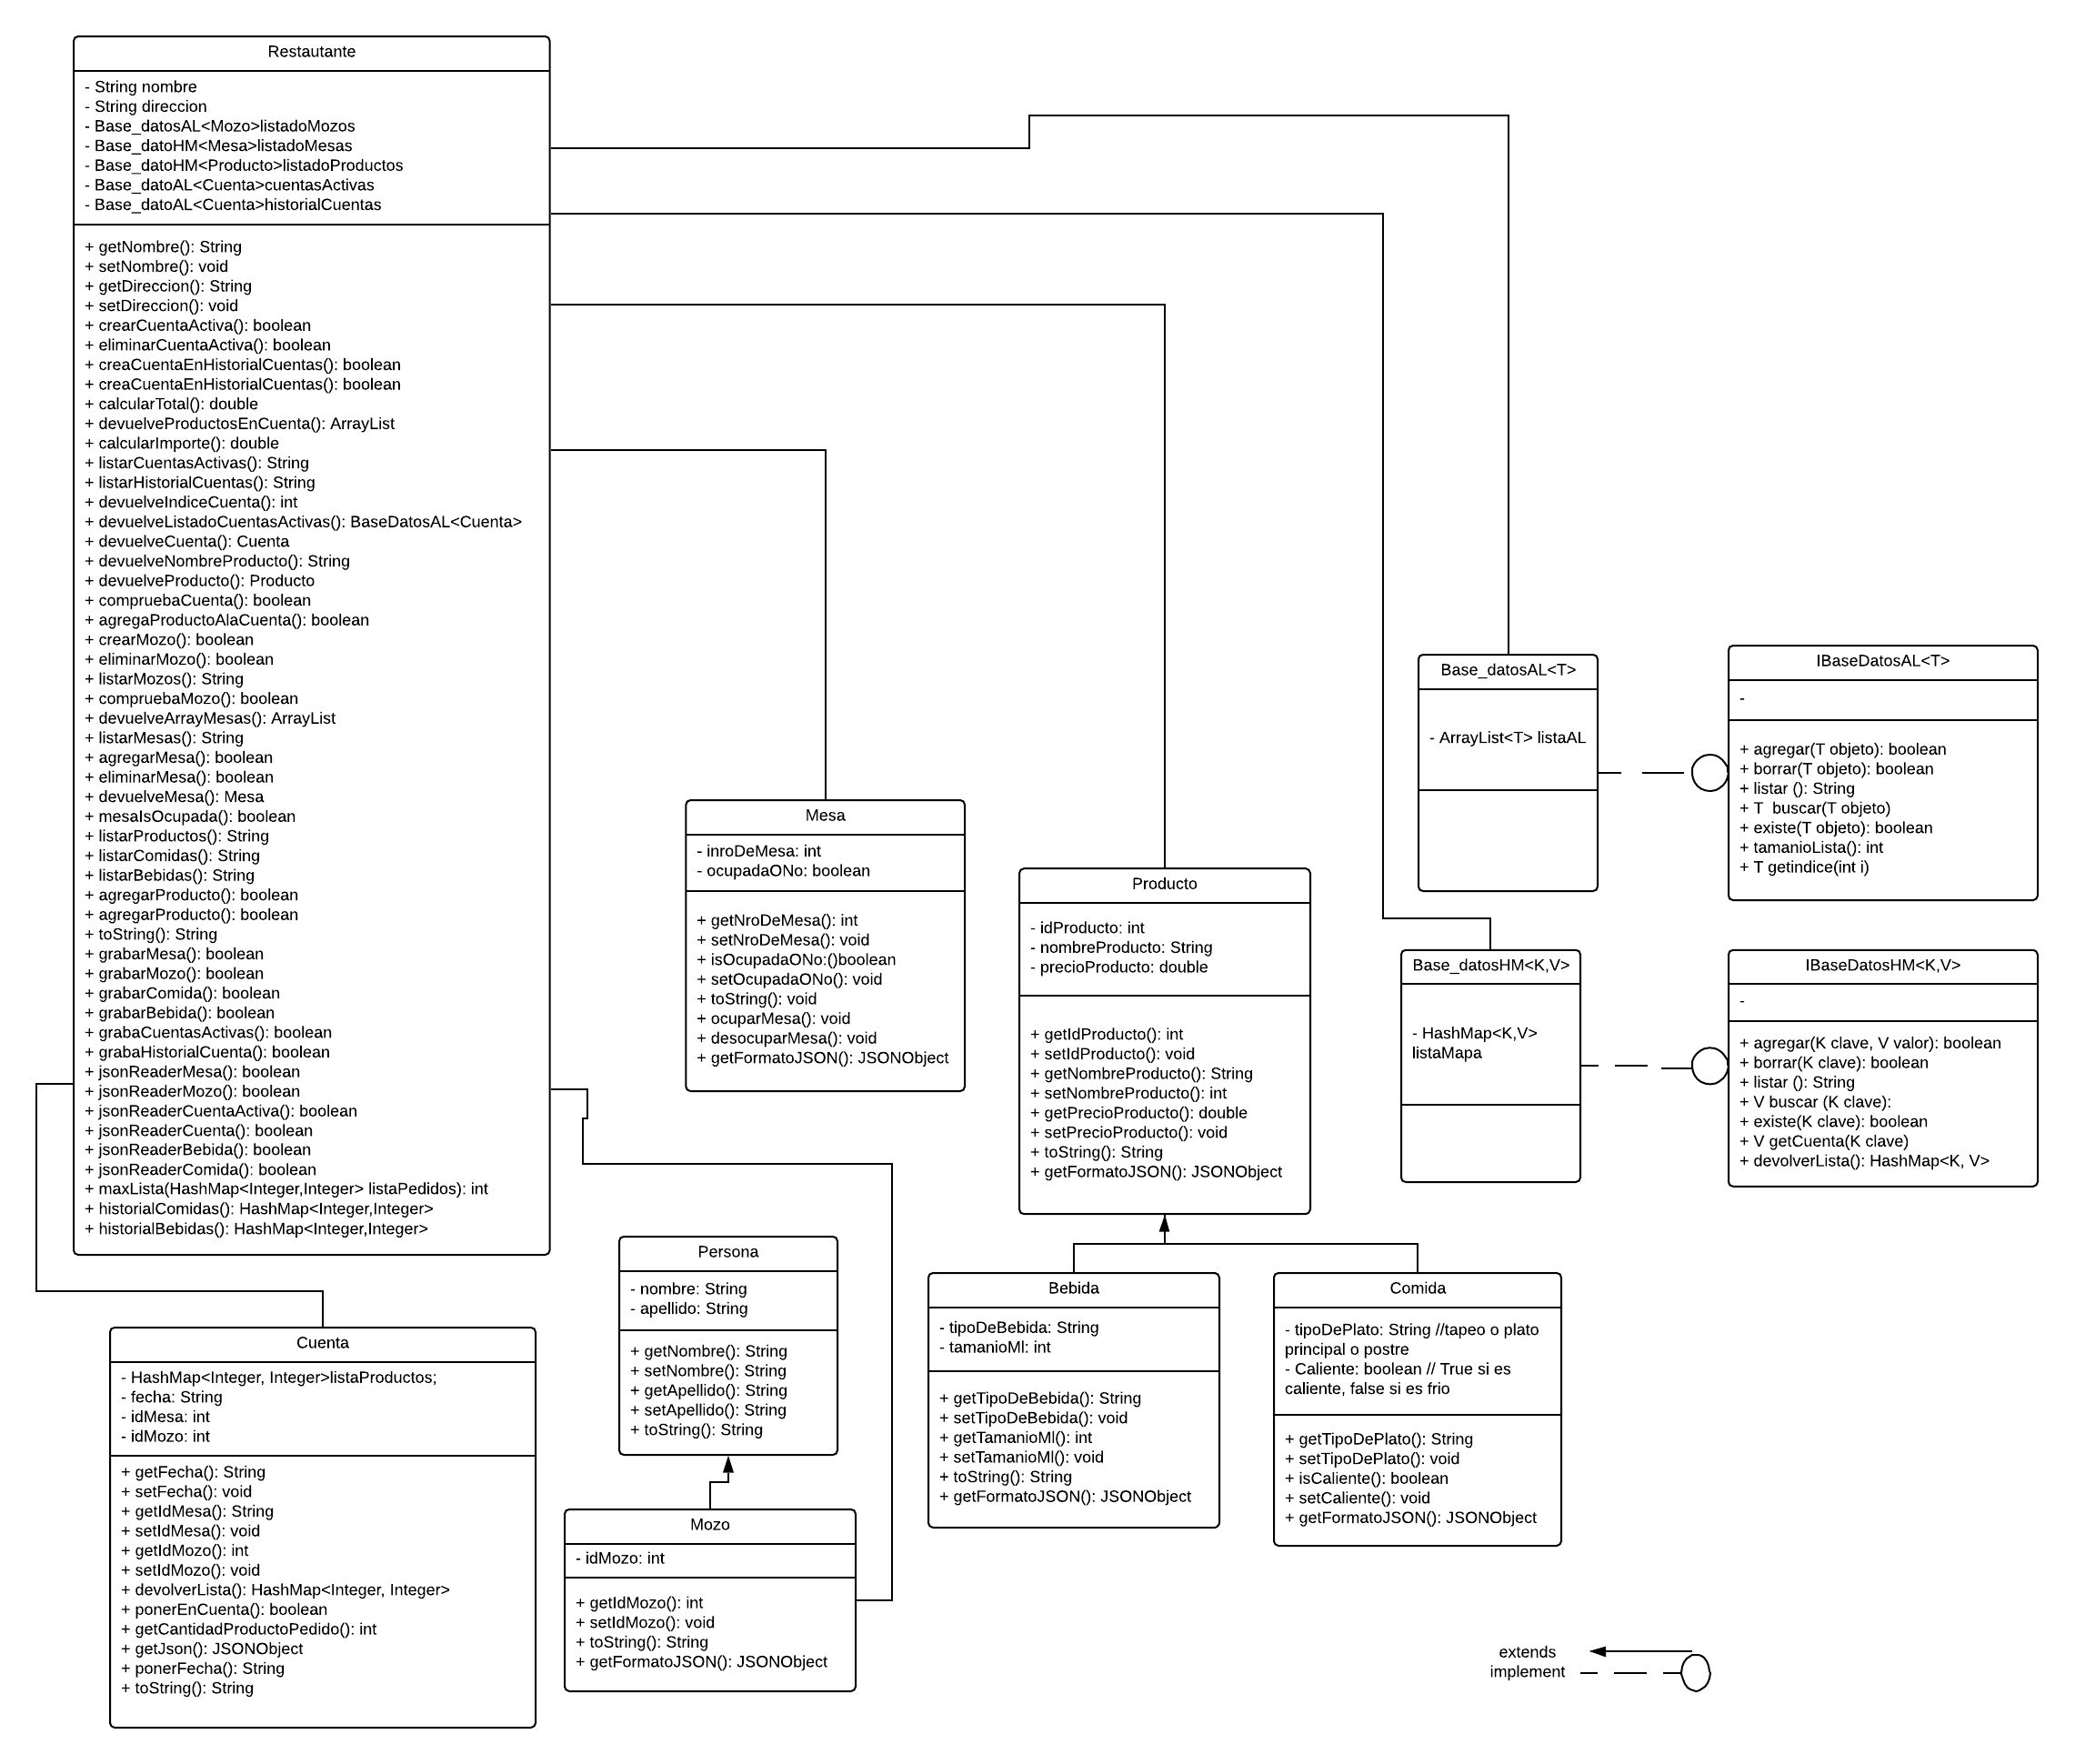 Restautante
- String nombre
- String direccion
- Base_datosAL<Mozo>listadoMozos
- Base_datoHM<Mesa>listadoMesas
- Base_datoHM<Producto>listadoProductos
- Base_datoAL<Cuenta>cuentasActivas
- Base_datoAL<Cuenta>historialCuentas
+ getNombre(): String
+ setNombre(): void
+ getDireccion(): String
+ setDireccion(): void
+ crearCuentaActiva(): boolean
+ eliminarCuentaActiva(): boolean
+ creaCuentaEnHistorialCuentas(): boolean
+ creaCuentaEnHistorialCuentas(): boolean
+ calcularTotal(): double
+ devuelveProductosEnCuenta(): ArrayList
+ calcularImporte(): double
+ listarCuentasActivas(): String
+ listarHistorialCuentas(): String
+ devuelveIndiceCuenta(): int
+ devuelveListadoCuentasActivas(): BaseDatosAL<Cuenta>
+ devuelveCuenta(): Cuenta
+ devuelveNombreProducto(): String
+ devuelveProducto(): Producto
+ compruebaCuenta(): boolean
+ agregaProductoAlaCuenta(): boolean
+ crearMozo(): boolean
+ eliminarMozo(): boolean
+ listarMozos(): String
+ compruebaMozo(): boolean
+ devuelveArrayMesas(): ArrayList
+ listarMesas(): String
+ agregarMesa(): boolean
+ eliminarMesa(): boolean
+ devuelveMesa(): Mesa
+ mesaIsOcupada(): boolean
+ listarProductos(): String
+ listarComidas(): String
+ listarBebidas(): String
+ agregarProducto(): boolean
+ agregarProducto(): boolean
+ toString(): String
+ grabarMesa(): boolean
+ grabarMozo(): boolean
+ grabarComida(): boolean
+ grabarBebida(): boolean
+ grabaCuentasActivas(): boolean
+ grabaHistorialCuenta(): boolean
+ jsonReaderMesa(): boolean
+ jsonReaderMozo(): boolean
+ jsonReaderCuentaActiva(): boolean
+ jsonReaderCuenta(): boolean
+ jsonReaderBebida(): boolean
+ jsonReaderComida(): boolean
+ maxLista(HashMap<Integer,Integer> listaPedidos): int
+ historialComidas(): HashMap<Integer,Integer>
+ historialBebidas(): HashMap<Integer,Integer>
Base_datosAL<T>
- ArrayList<T> listaAL
IBaseDatosAL<T>
-
+ agregar(T objeto): boolean
+ borrar(T objeto): boolean
+ listar (): String
+ T  buscar(T objeto)
+ existe(T objeto): boolean
+ tamanioLista(): int
+ T getindice(int i)
Mesa
- inroDeMesa: int
- ocupadaONo: boolean
+ getNroDeMesa(): int
+ setNroDeMesa(): void
+ isOcupadaONo:()boolean
+ setOcupadaONo(): void
+ toString(): void
+ ocuparMesa(): void
+ desocuparMesa(): void
+ getFormatoJSON(): JSONObject
Producto
- idProducto: int
- nombreProducto: String
- precioProducto: double
+ getIdProducto(): int
+ setIdProducto(): void
+ getNombreProducto(): String
+ setNombreProducto(): int
+ getPrecioProducto(): double
+ setPrecioProducto(): void
+ toString(): String
+ getFormatoJSON(): JSONObject
Base_datosHM<K,V>
- HashMap<K,V>
listaMapa
IBaseDatosHM<K,V>
-
+ agregar(K clave, V valor): boolean
+ borrar(K clave): boolean
+ listar (): String
+ V buscar (K clave):
+ existe(K clave): boolean
+ V getCuenta(K clave)
+ devolverLista(): HashMap<K, V>
Cuenta
- HashMap<Integer, Integer>listaProductos;
- fecha: String
- idMesa: int
- idMozo: int
+ getFecha(): String
+ setFecha(): void
+ getIdMesa(): String
+ setIdMesa(): void
+ getIdMozo(): int
+ setIdMozo(): void
+ devolverLista(): HashMap<Integer, Integer>
+ ponerEnCuenta(): boolean
+ getCantidadProductoPedido(): int
+ getJson(): JSONObject
+ ponerFecha(): String
+ toString(): String
Persona
- nombre: String
- apellido: String
+ getNombre(): String
+ setNombre(): String
+ getApellido(): String
+ setApellido(): String
+ toString(): String
Mozo
- idMozo: int
+ getIdMozo(): int
+ setIdMozo(): void
+ toString(): String
+ getFormatoJSON(): JSONObject
Bebida
- tipoDeBebida: String
- tamanioMl: int
+ getTipoDeBebida(): String
+ setTipoDeBebida(): void
+ getTamanioMl(): int
+ setTamanioMl(): void
+ toString(): String
+ getFormatoJSON(): JSONObject
Comida
- tipoDePlato: String //tapeo o plato
principal o postre
- Caliente: boolean // True si es
caliente, false si es frio
+ getTipoDePlato(): String
+ setTipoDePlato(): void
+ isCaliente(): boolean
+ setCaliente(): void
+ getFormatoJSON(): JSONObject
extends
implement